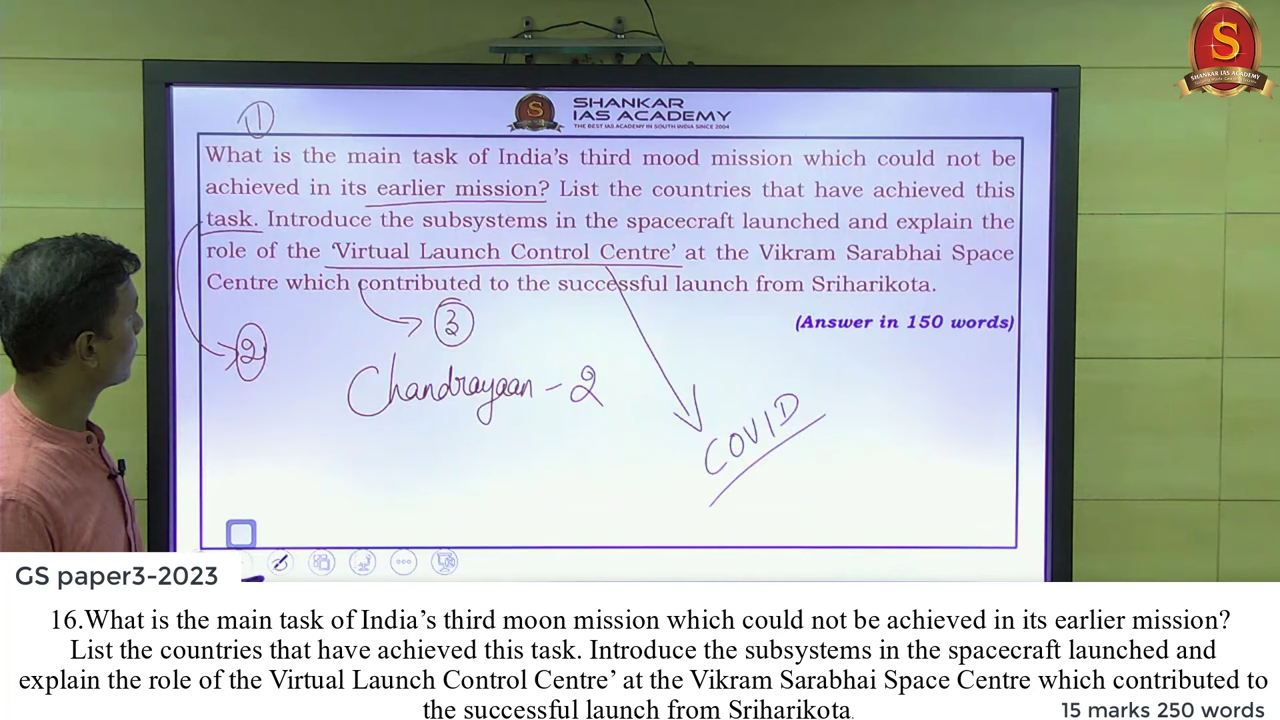 S
SHANKAR IAS ACADEMY
SHANKAR
IAS ACADEMY
THE BEST IAS ACADEMY IN SOUTH INDIA SINCE 2004
1
What is the main task of India's third mood mission which could not be
achieved in its earlier mission? List the countries that have achieved this
task. Introduce the subsystems in the spacecraft launched and explain the
role of the 'Virtual Launch Control Centre' at the Vikram Sarabhai Space
Centre which contributed to the successful launch from Sriharikota.
(Answer in 150 words)
3
2
Chandrayaan - 2
COVID
GS paper3-2023
16.What is the main task of India's third moon mission which could not be achieved in its earlier mission?
List the countries that have achieved this task. Introduce the subsystems in the spacecraft launched and
explain the role of the Virtual Launch Control Centre' at the Vikram Sarabhai Space Centre which contributed to
the successful launch from Sriharikota.
15 marks 250 words